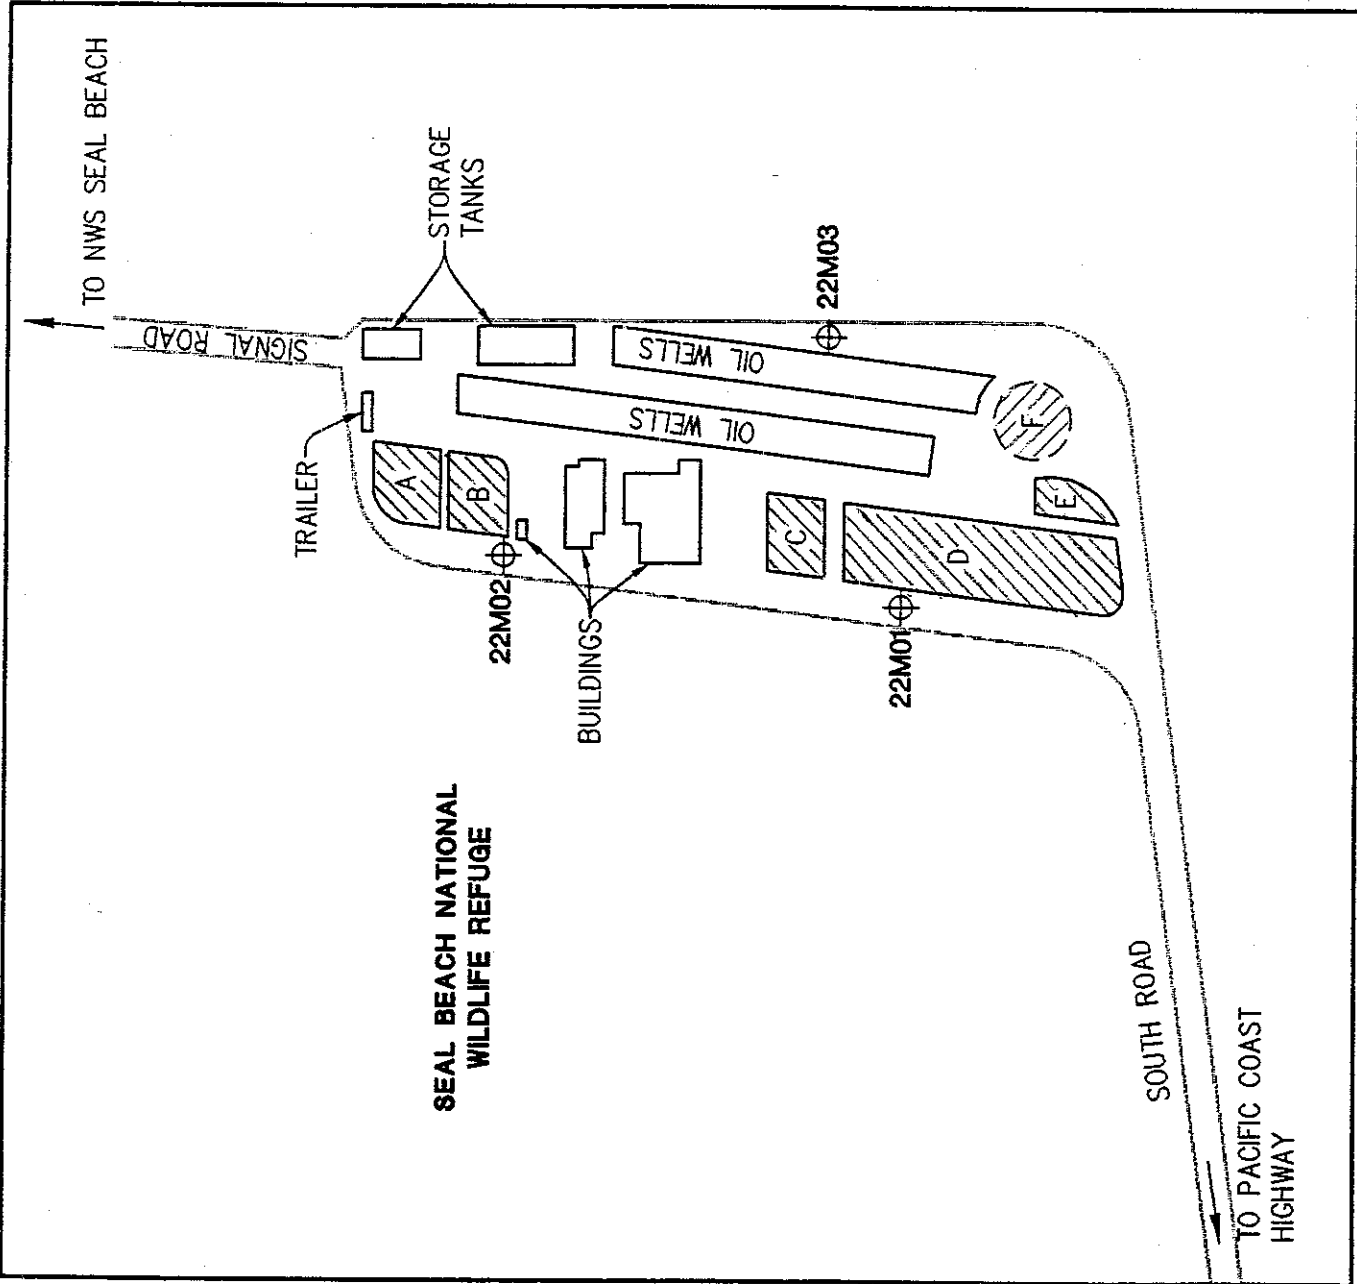 TO NWS SEAL BEACH
SIGNAL ROAD
STORAGE
TANKS
TRAILER
A
B
OIL WELLS
OIL WELLS
22M03
22M02
BUILDINGS
C
D
E
F
22M01
SEAL BEACH NATIONAL
WILDLIFE REFUGE
SOUTH ROAD
TO PACIFIC COAST
HIGHWAY